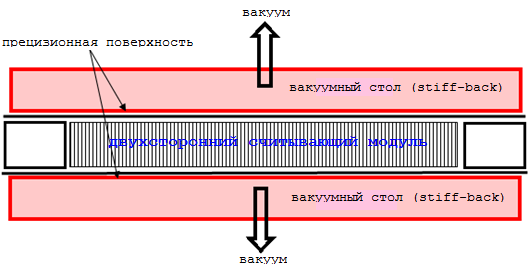 вакуум
прецизионная поверхность
вакуумный стол (stiff-back)
двухсторонний считывающий модуль
вакуумный стол (stiff-back)
вакуум